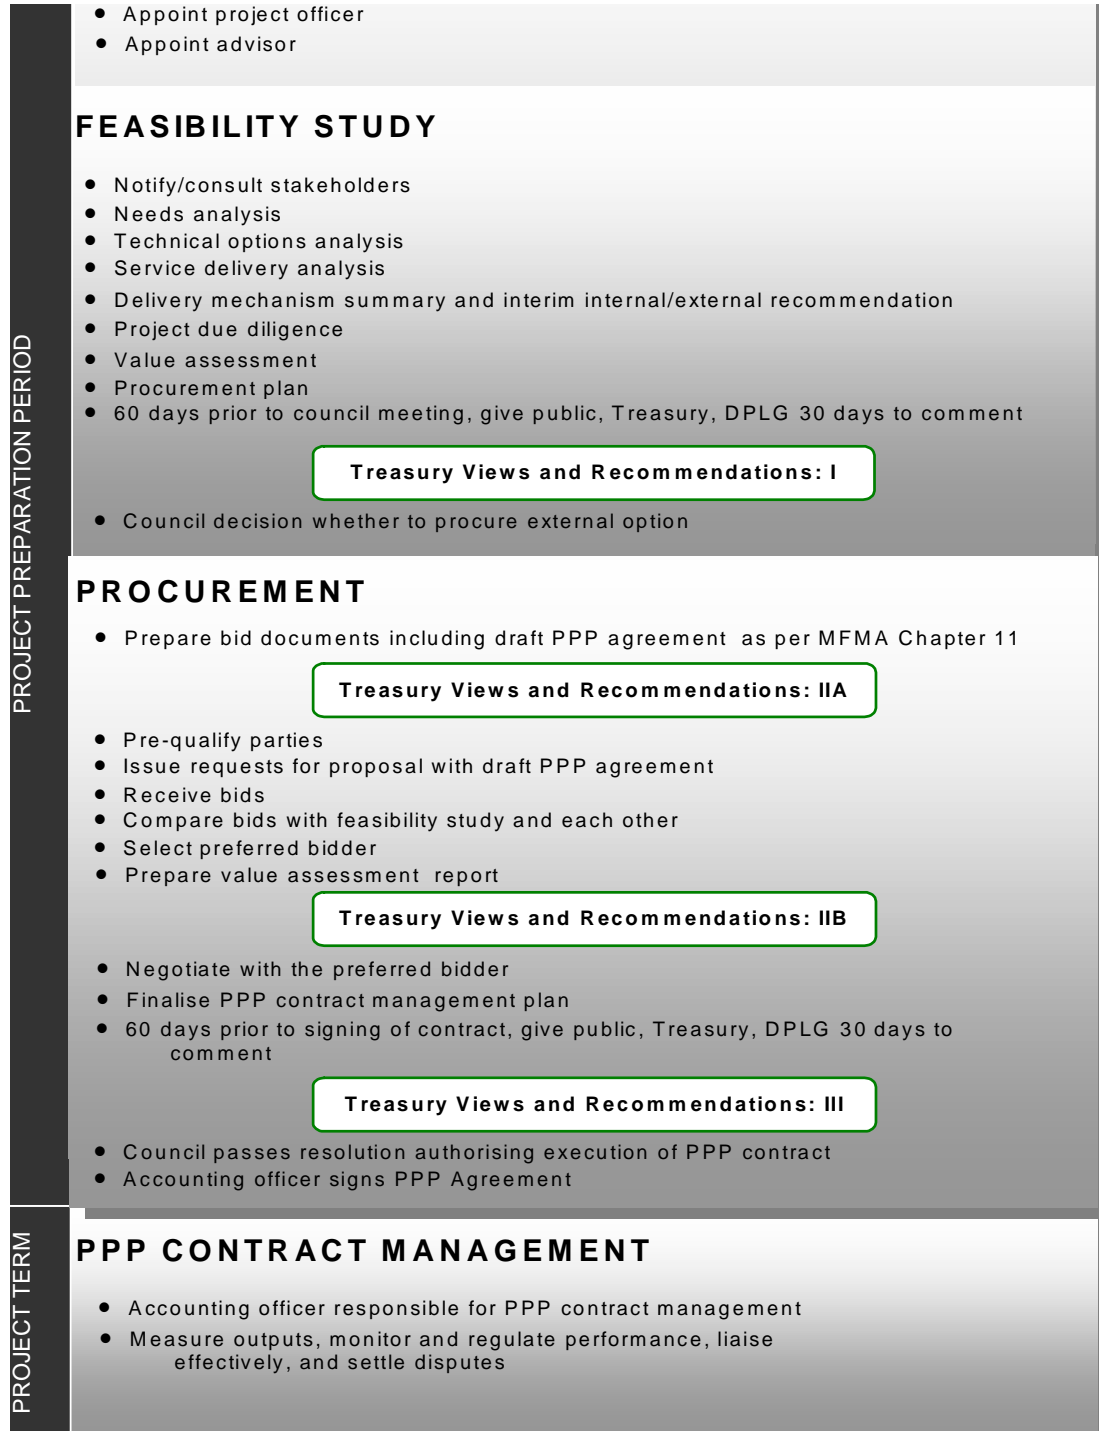 • Appoint project officer
• Appoint advisor
FEASIBILITY STUDY
• Notify/consult stakeholders
• Needs analysis
• Technical options analysis
• Service delivery analysis
• Delivery mechanism summary and interim internal/external recommendation
• Project due diligence
• Value assessment
• Procurement plan
• 60 days prior to council meeting, give public, Treasury, DPLG 30 days to comment
Treasury Views and Recommendations: I
• Council decision whether to procure external option
PROJECT PREPARATION PERIOD
PROCUREMENT
• Prepare bid documents including draft PPP agreement as per MFMA Chapter 11
Treasury Views and Recommendations: IIA
• Pre-qualify parties
• Issue requests for proposal with draft PPP agreement
• Receive bids
• Compare bids with feasibility study and each other
• Select preferred bidder
• Prepare value assessment report
Treasury Views and Recommendations: IIB
• Negotiate with the preferred bidder
• Finalise PPP contract management plan
• 60 days prior to signing of contract, give public, Treasury, DPLG 30 days to
comment
Treasury Views and Recommendations: III
• Council passes resolution authorising execution of PPP contract
• Accounting officer signs PPP Agreement
PROJECT TERM
PPP CONTRACT MANAGEMENT
• Accounting officer responsible for PPP contract management
• Measure outputs, monitor and regulate performance, liaise
effectively, and settle disputes